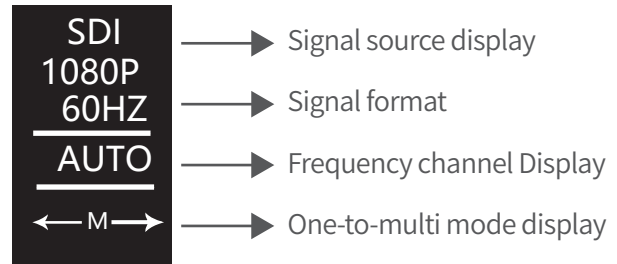 SDI
Signal source display
1080P
60HZ
Signal format
AUTO
Frequency channel Display
M
One-to-multi mode display